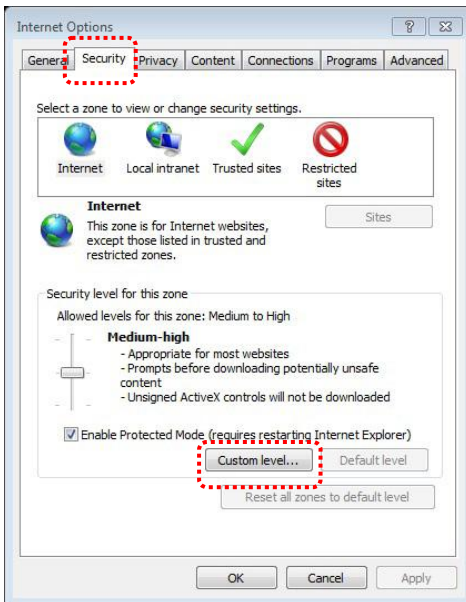 Internet Options
General Security Privacy Content Connections Programs Advanced
Select a zone to view or change security settings.
Internet Local intranet Trusted sites Restricted
sites
Internet
Sites
This zone is for Internet websites,
except those listed in trusted and
restricted zones.
Security level for this zone
Allowed levels for this zone: Medium to High
Medium-high
- Appropriate for most websites
- Prompts before downloading potentially unsafe
content
- Unsigned ActiveX controls will not be downloaded
Enable Protected Mode (requires restarting Internet Explorer)
Custom level... Default level
Reset all zones to default level
OK Cancel Apply